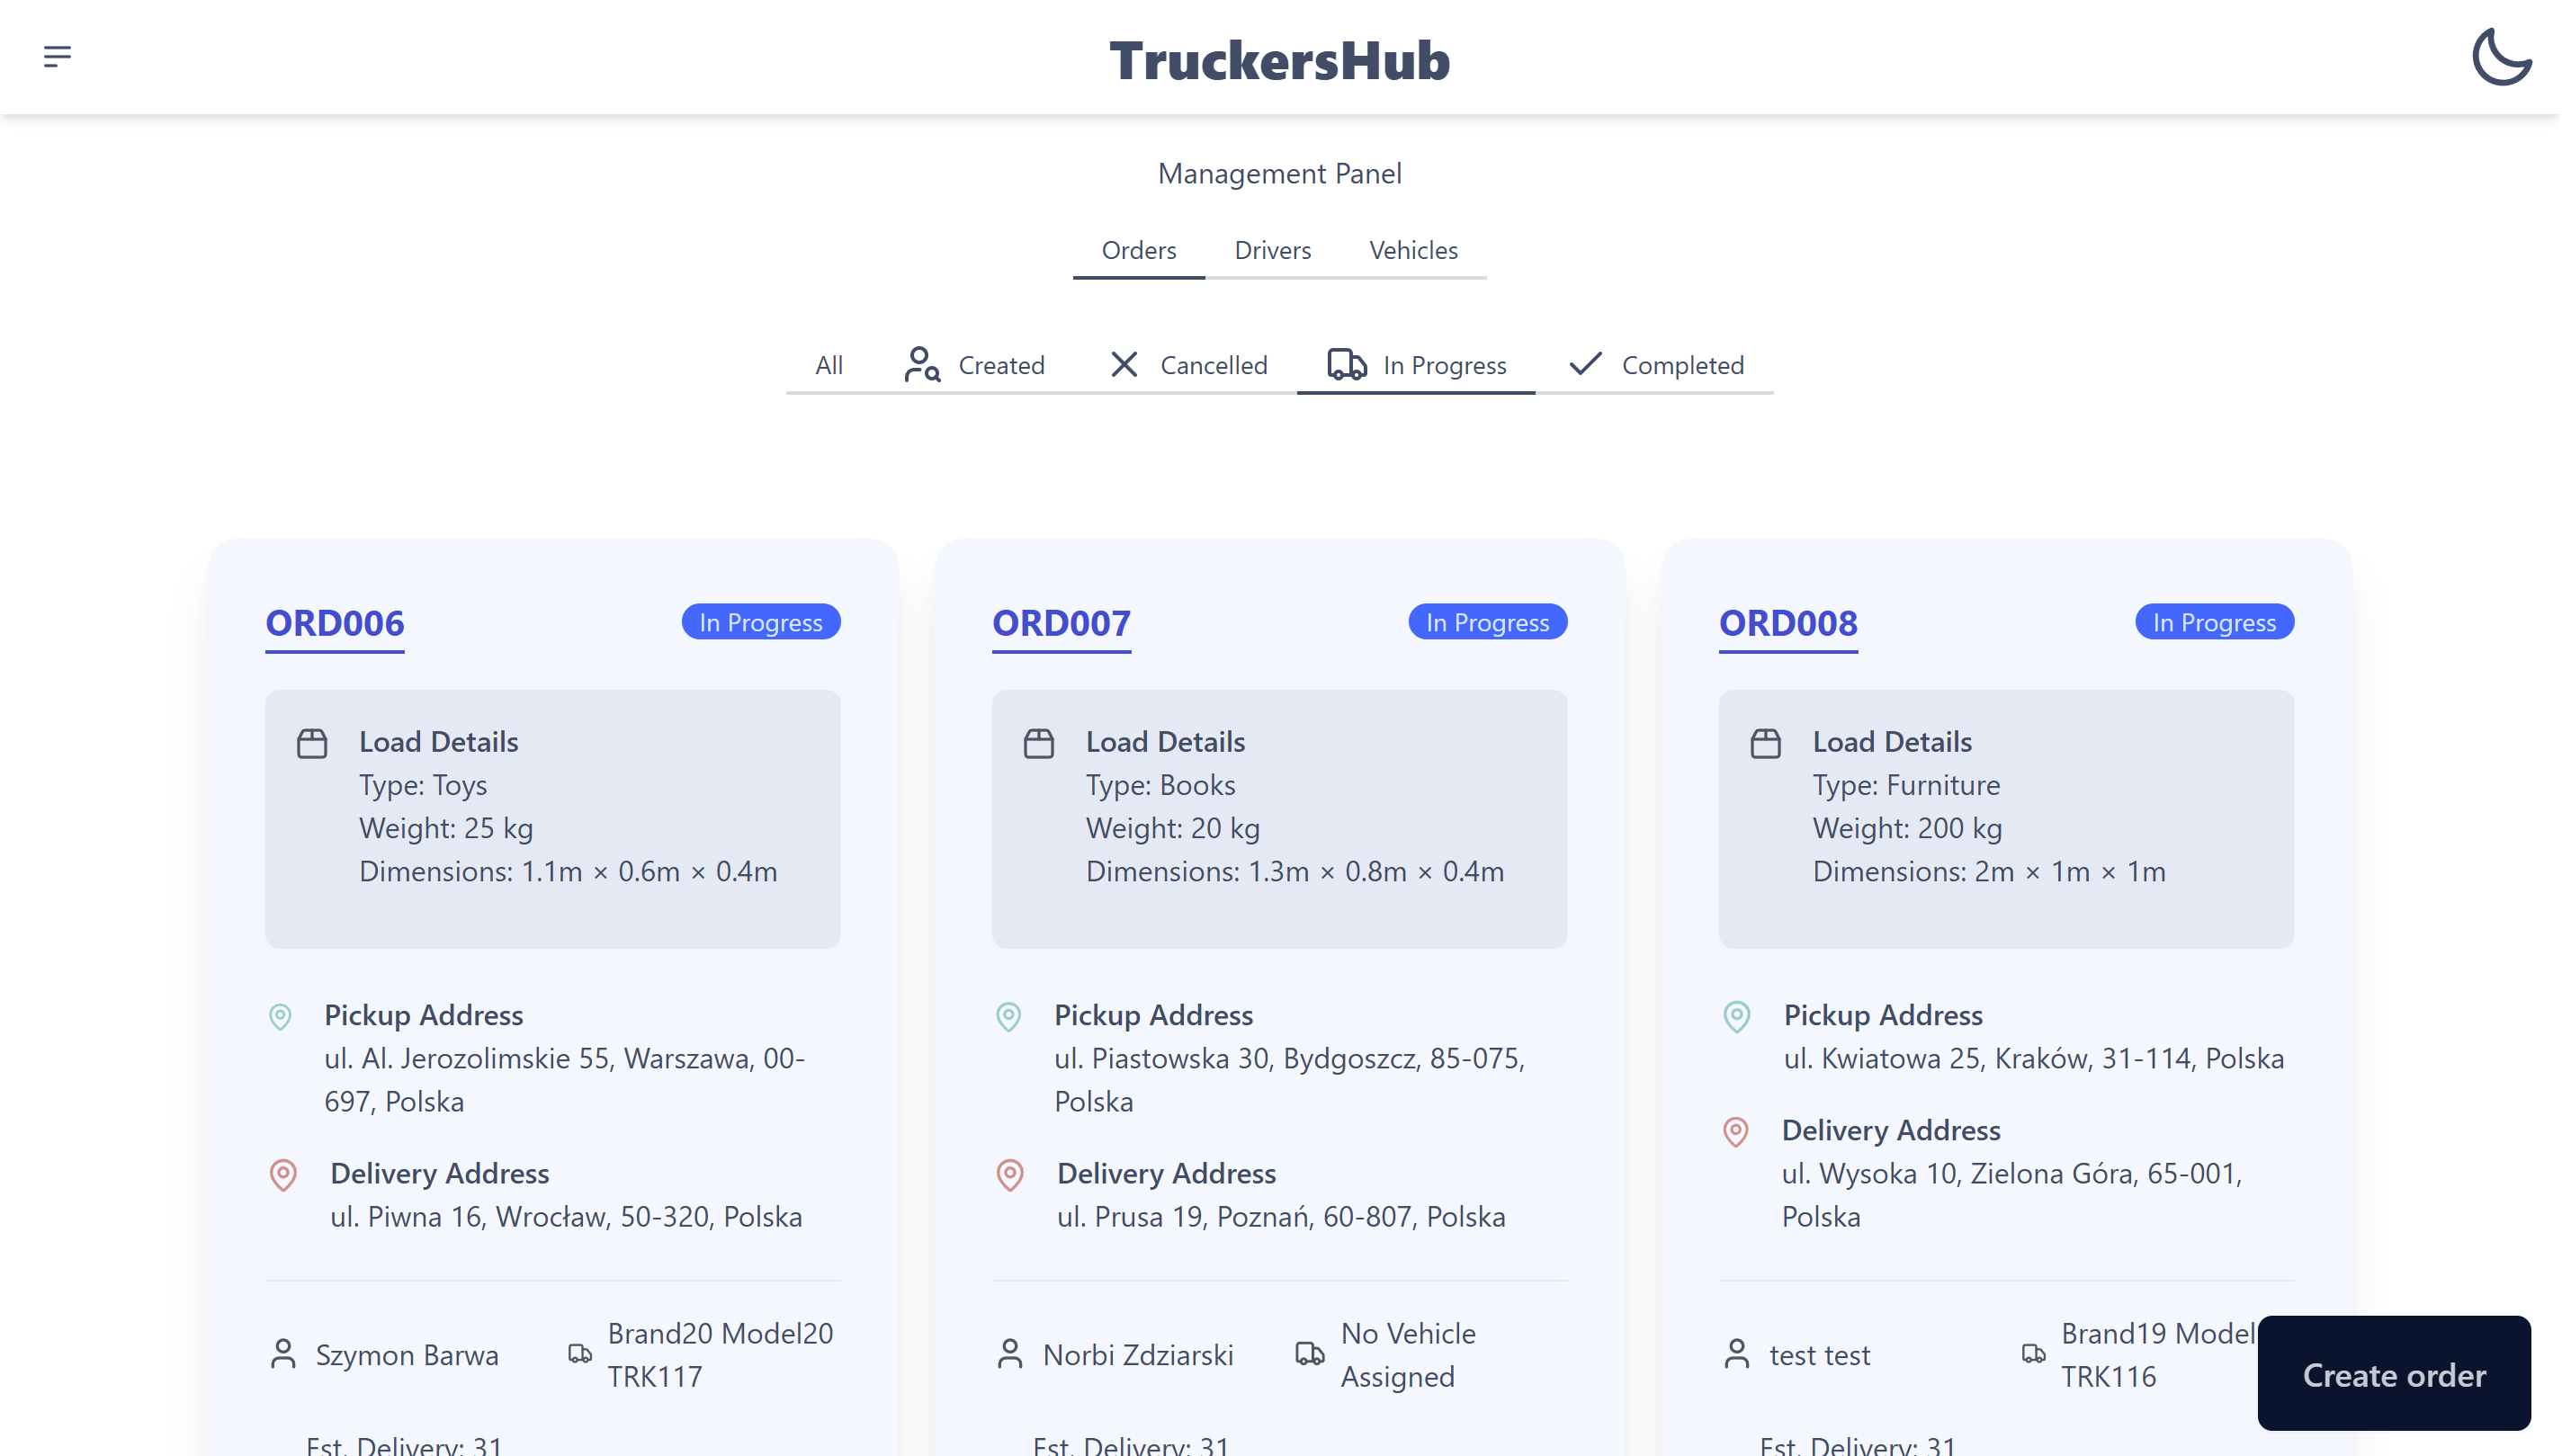 TruckersHub
Management Panel
Orders Drivers Vehicles
All Created Cancelled In Progress Completed
ORD006 In Progress
Load Details
Type: Toys
Weight: 25 kg
Dimensions: 1.1m × 0.6m × 0.4m
Pickup Address
ul. Al. Jerozolimskie 55, Warszawa, 00-
697, Polska
Delivery Address
ul. Piwna 16, Wrocław, 50-320, Polska
Szymon Barwa
Brand20 Model20
TRK117
Est. Delivery: 31
ORD007 In Progress
Load Details
Type: Books
Weight: 20 kg
Dimensions: 1.3m × 0.8m × 0.4m
Pickup Address
ul. Piastowska 30, Bydgoszcz, 85-075,
Polska
Delivery Address
ul. Prusa 19, Poznań, 60-807, Polska
Norbi Zdziarski
No Vehicle
Assigned
Est. Delivery: 31
ORD008 In Progress
Load Details
Type: Furniture
Weight: 200 kg
Dimensions: 2m × 1m × 1m
Pickup Address
ul. Kwiatowa 25, Kraków, 31-114, Polska
Delivery Address
ul. Wysoka 10, Zielona Góra, 65-001,
Polska
test test
Brand19 Model
TRK116
Est. Delivery: 31
Create order